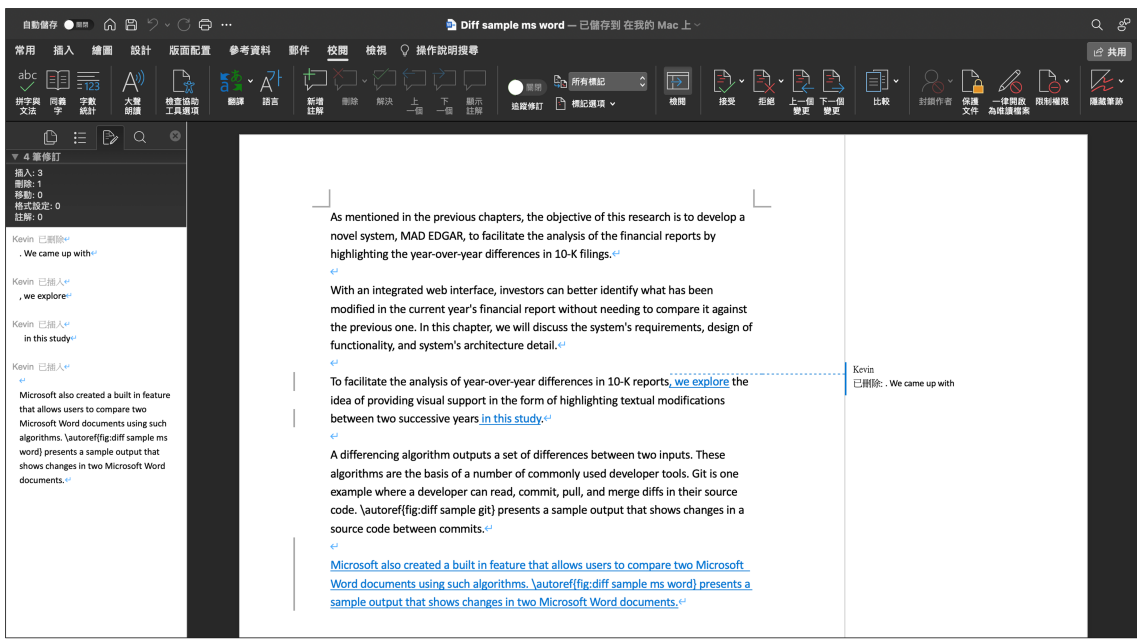 自動儲存 關閉
Diff sample ms word — 已儲存到 在我的 Mac 上
常用 插入 繪圖 設計 版面配置 參考資料 郵件 校閱 檢視 操作說明搜尋
共用
abc
123
拼字與文法
同義字
字數統計
大聲朗讀
檢查協助工具選項
翻譯
語言
新增註解
刪除
解決
上一個
下一個
顯示註解
關閉
追蹤修訂
所有標記
標記選項
檢閱
接受
拒絕
上一個變更
下一個變更
比較
封鎖作者
保護文件
一律開啟為唯讀檔案
限制權限
隱藏筆跡
4 筆修訂
插入: 3
刪除: 1
移動: 0
格式設定: 0
註解: 0
Kevin 已刪除
. We came up with
Kevin 已插入
, we explore
Kevin 已插入
in this study
Kevin 已插入
Microsoft also created a built in feature
that allows users to compare two
Microsoft Word documents using such
algorithms. \autoref{fig:diff sample ms
word} presents a sample output that
shows changes in two Microsoft Word
documents.
As mentioned in the previous chapters, the objective of this research is to develop a
novel system, MAD EDGAR, to facilitate the analysis of the financial reports by
highlighting the year-over-year differences in 10-K filings.
With an integrated web interface, investors can better identify what has been
modified in the current year's financial report without needing to compare it against
the previous one. In this chapter, we will discuss the system's requirements, design of
functionality, and system's architecture detail.
To facilitate the analysis of year-over-year differences in 10-K reports, we explore the
idea of providing visual support in the form of highlighting textual modifications
between two successive years in this study.
A differencing algorithm outputs a set of differences between two inputs. These
algorithms are the basis of a number of commonly used developer tools. Git is one
example where a developer can read, commit, pull, and merge diffs in their source
code. \autoref{fig:diff sample git} presents a sample output that shows changes in a
source code between commits.
Microsoft also created a built in feature that allows users to compare two Microsoft
Word documents using such algorithms. \autoref{fig:diff sample ms word} presents a
sample output that shows changes in two Microsoft Word documents.
Kevin
已刪除: . We came up with